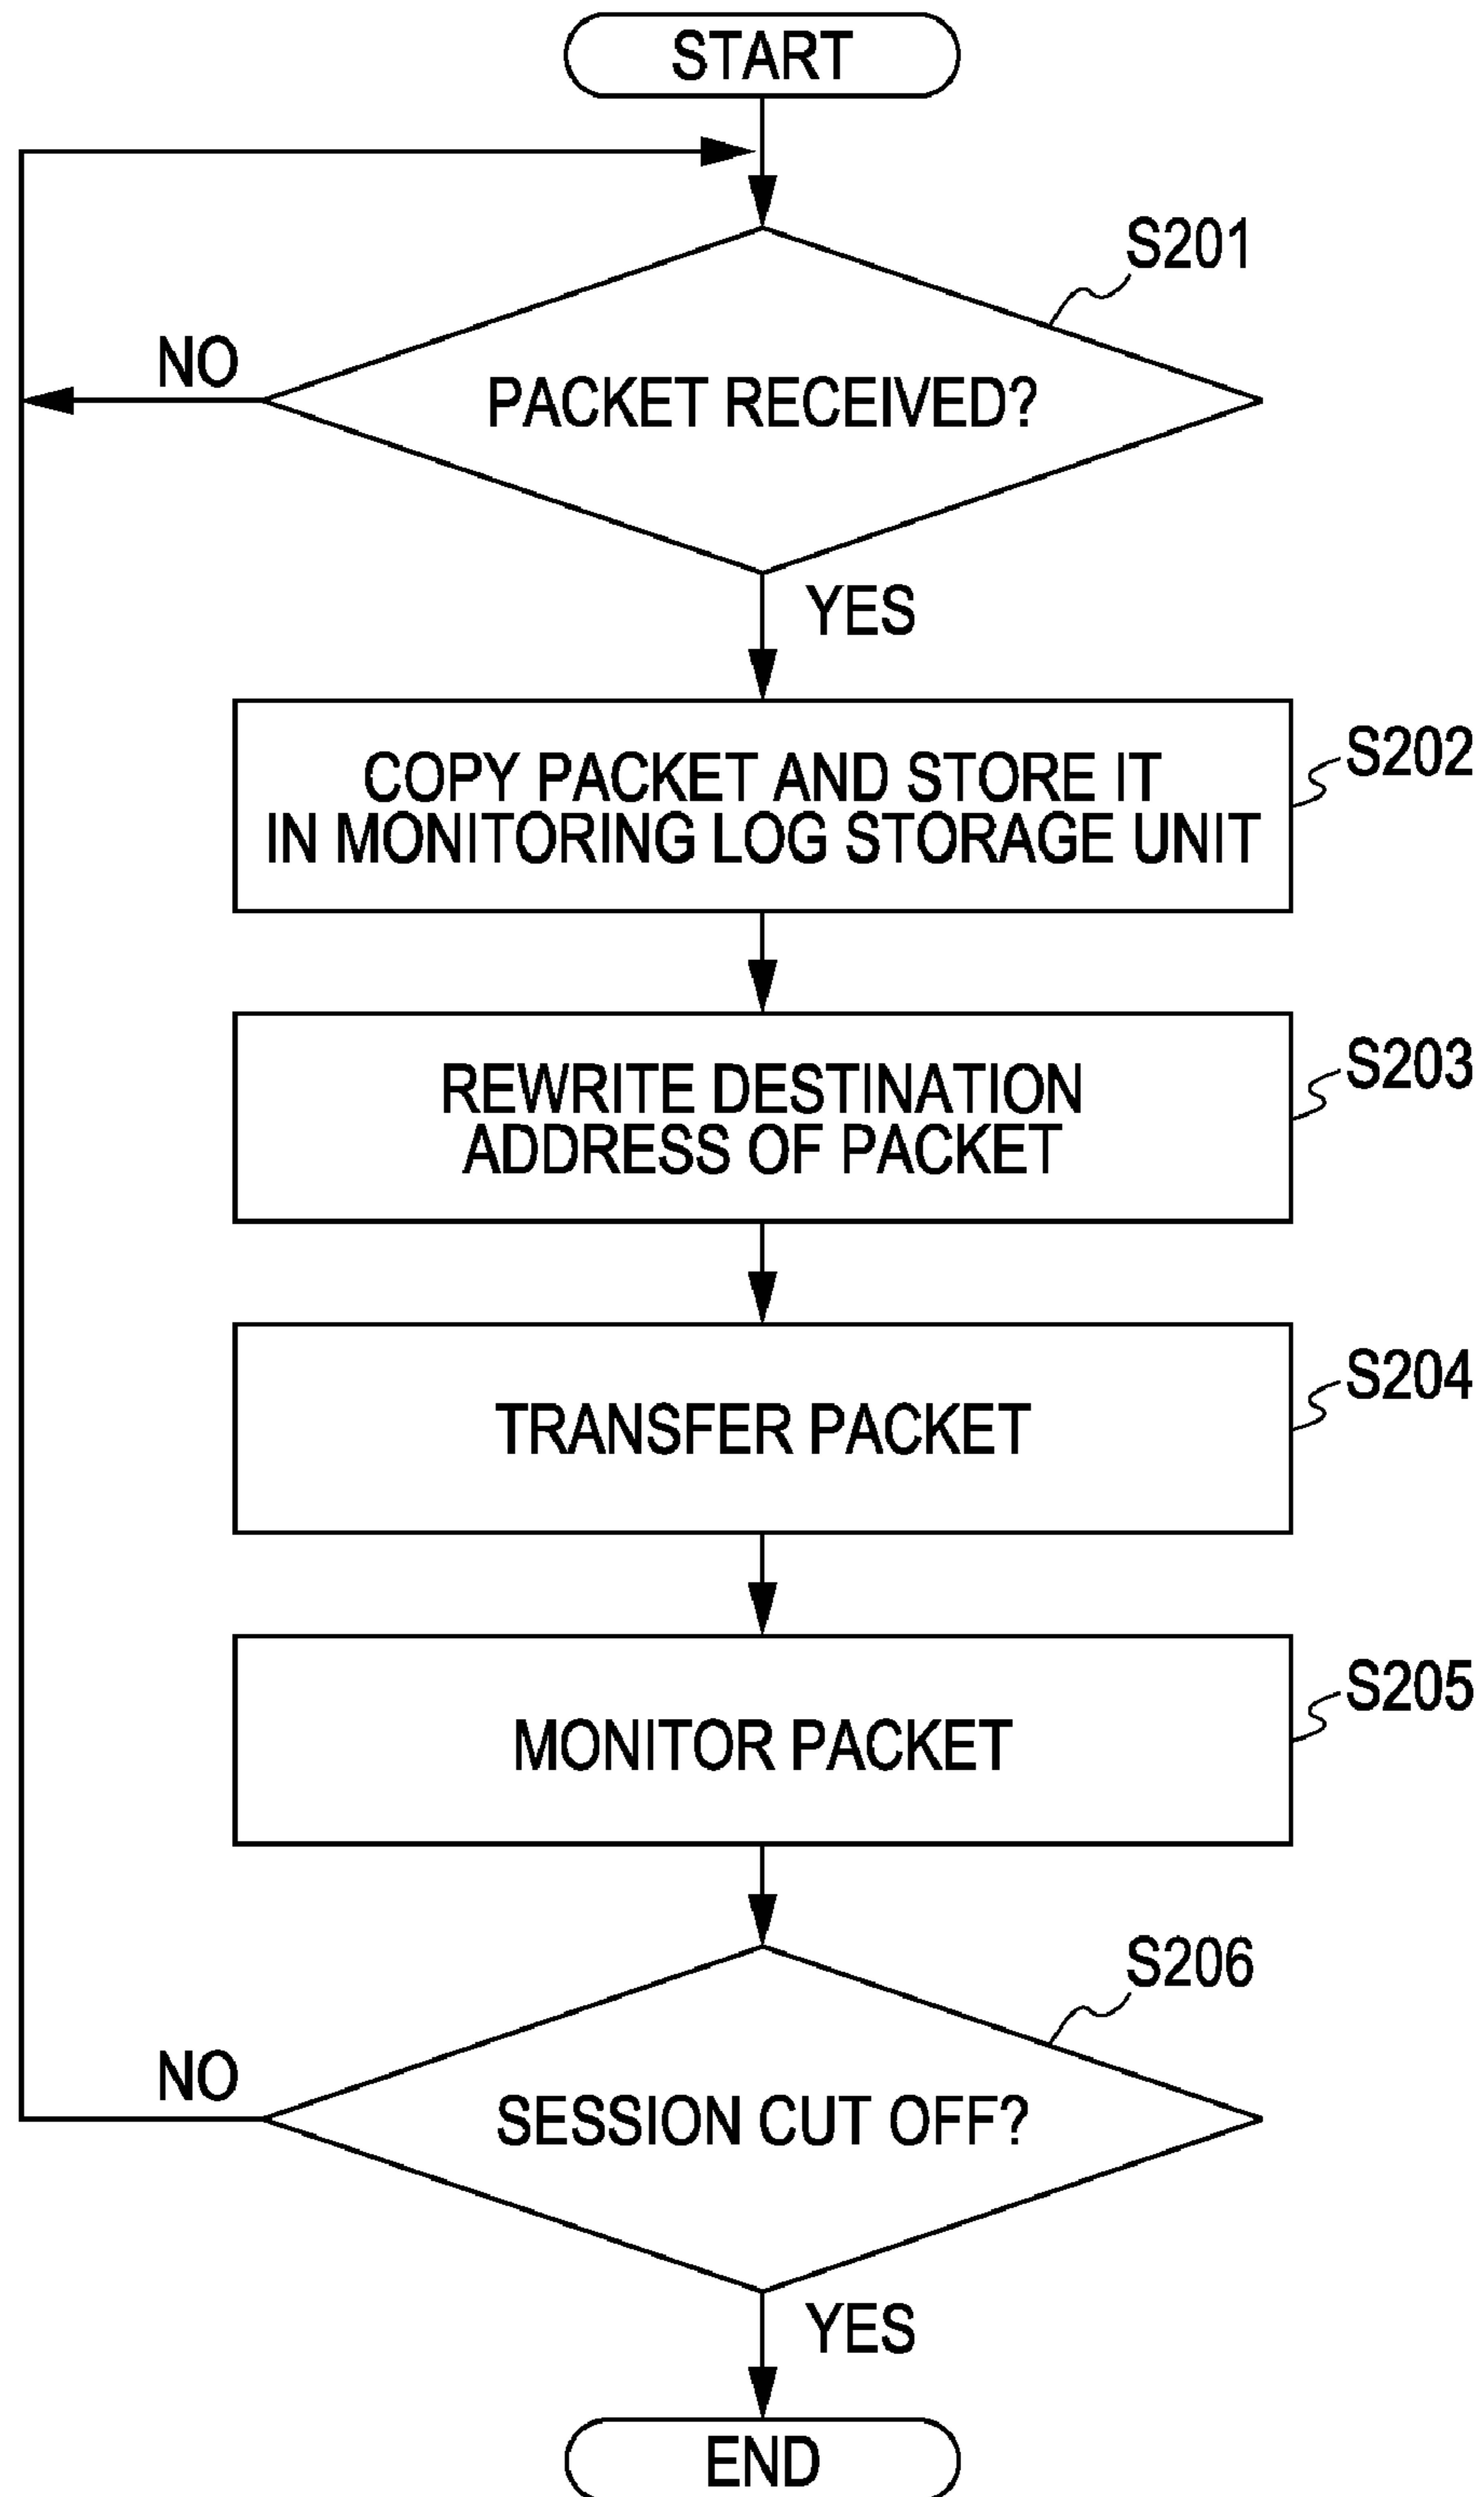 START
S201
NO
PACKET RECEIVED?
YES
S202
COPY PACKET AND STORE IT
IN MONITORING LOG STORAGE UNIT
S203
REWRITE DESTINATION
ADDRESS OF PACKET
S204
TRANSFER PACKET
S205
MONITOR PACKET
S206
NO
SESSION CUT OFF?
YES
END